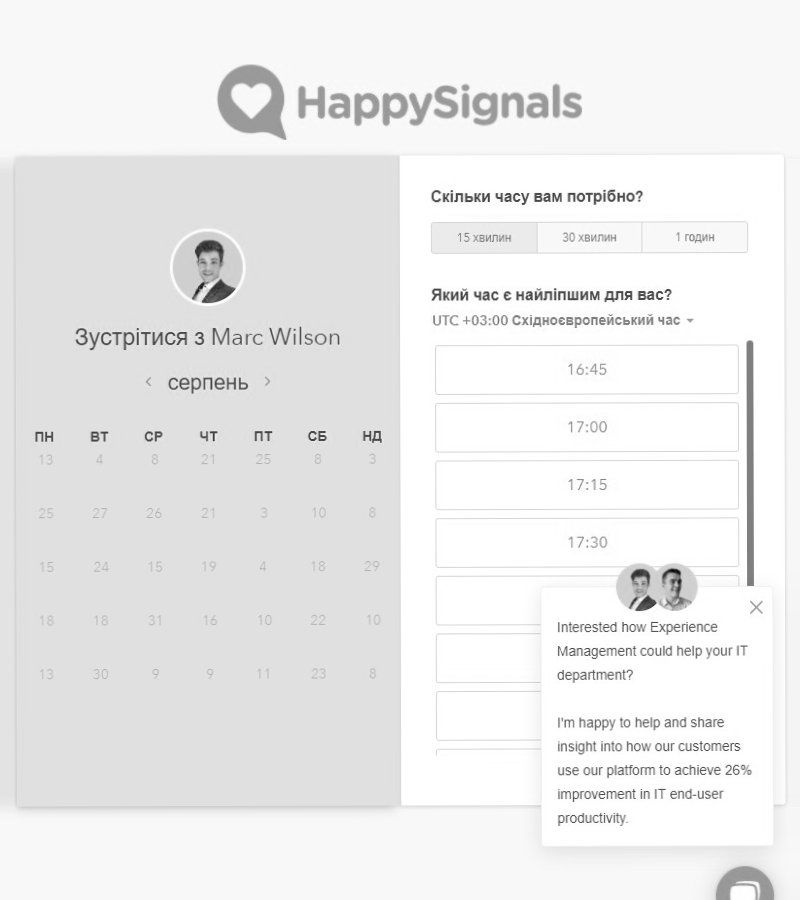 HappySignals
Зустрітися з Marc Wilson
серпень
ПН ВТ СР ЧТ ПТ СБ НД
13 4 8 21 25 8 3
25 27 26 21 3 10 8
15 24 15 19 4 18 29
18 18 31 16 10 22 10
13 30 9 9 11 23 8
Скільки часу вам потрібно?
15 хвилин 30 хвилин 1 годин
Який час є найліпшим для вас?
UTC +03:00 Східноєвропейський час
16:45
17:00
17:15
17:30
Interested how Experience
Management could help your IT
department?
I'm happy to help and share
insight into how our customers
use our platform to achieve 26%
improvement in IT end-user
productivity.